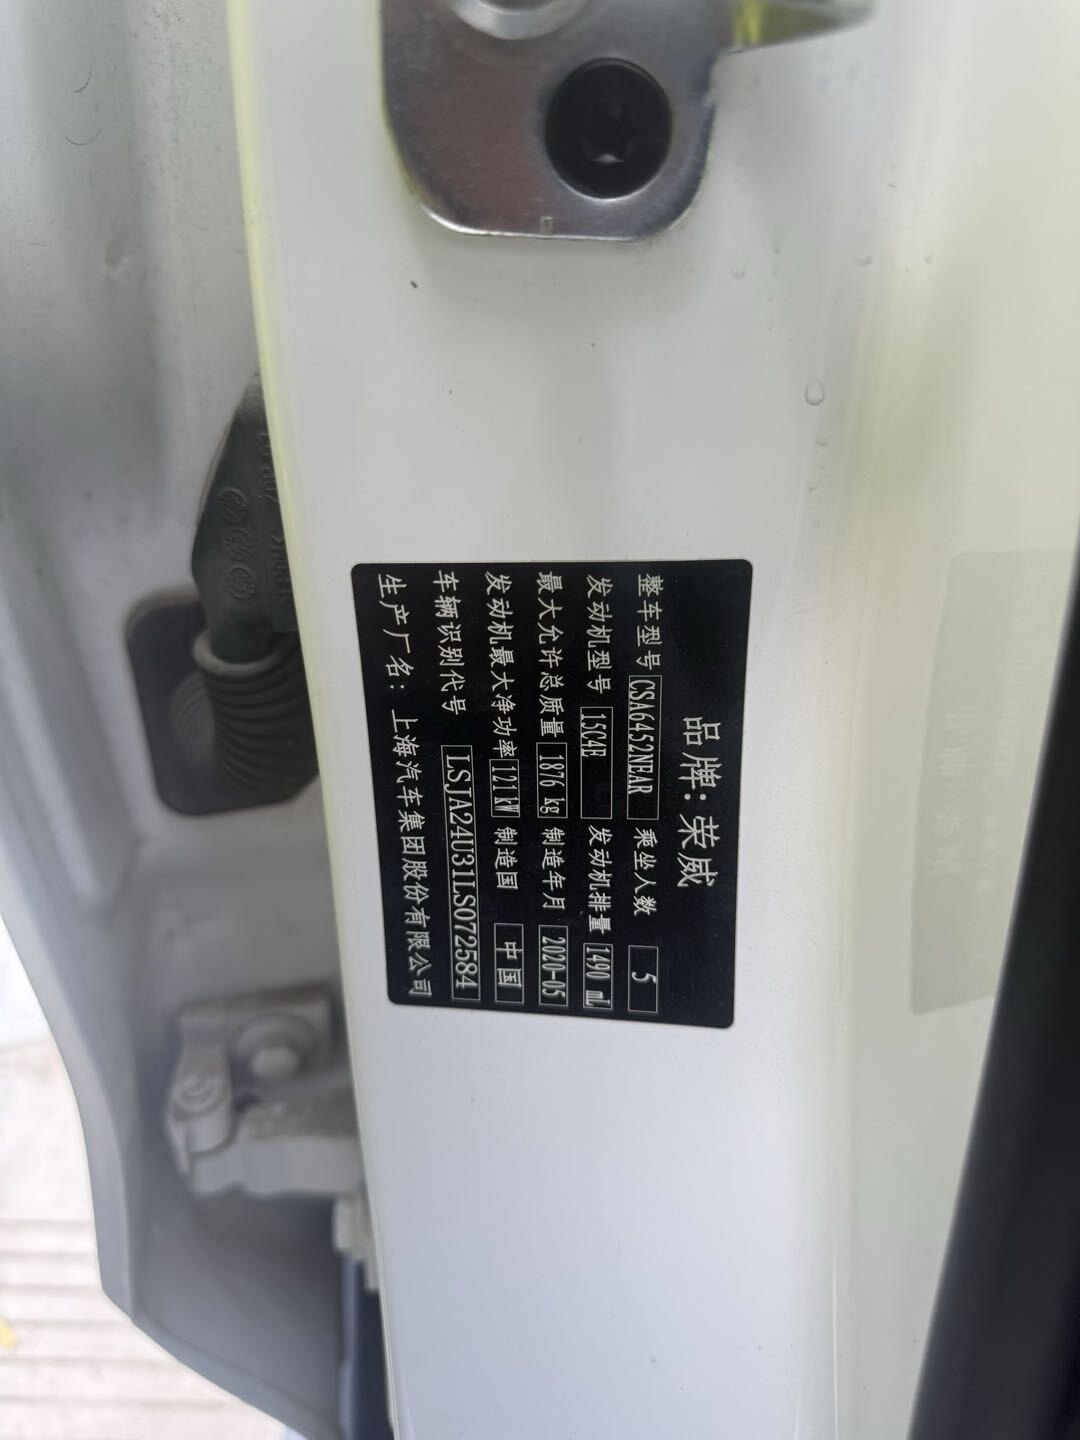 品牌：荣威
整车型号 CSA6452NEAR 乘坐人数 5
发动机型号 15C4E 发动机排量 1490 mL
最大允许总质量 1876 kg 制造年月 2020-05
发动机最大净功率 121 kW 制造国 中国
车辆识别代号 LSJA24U31LS072584
生产厂名：上海汽车集团股份有限公司